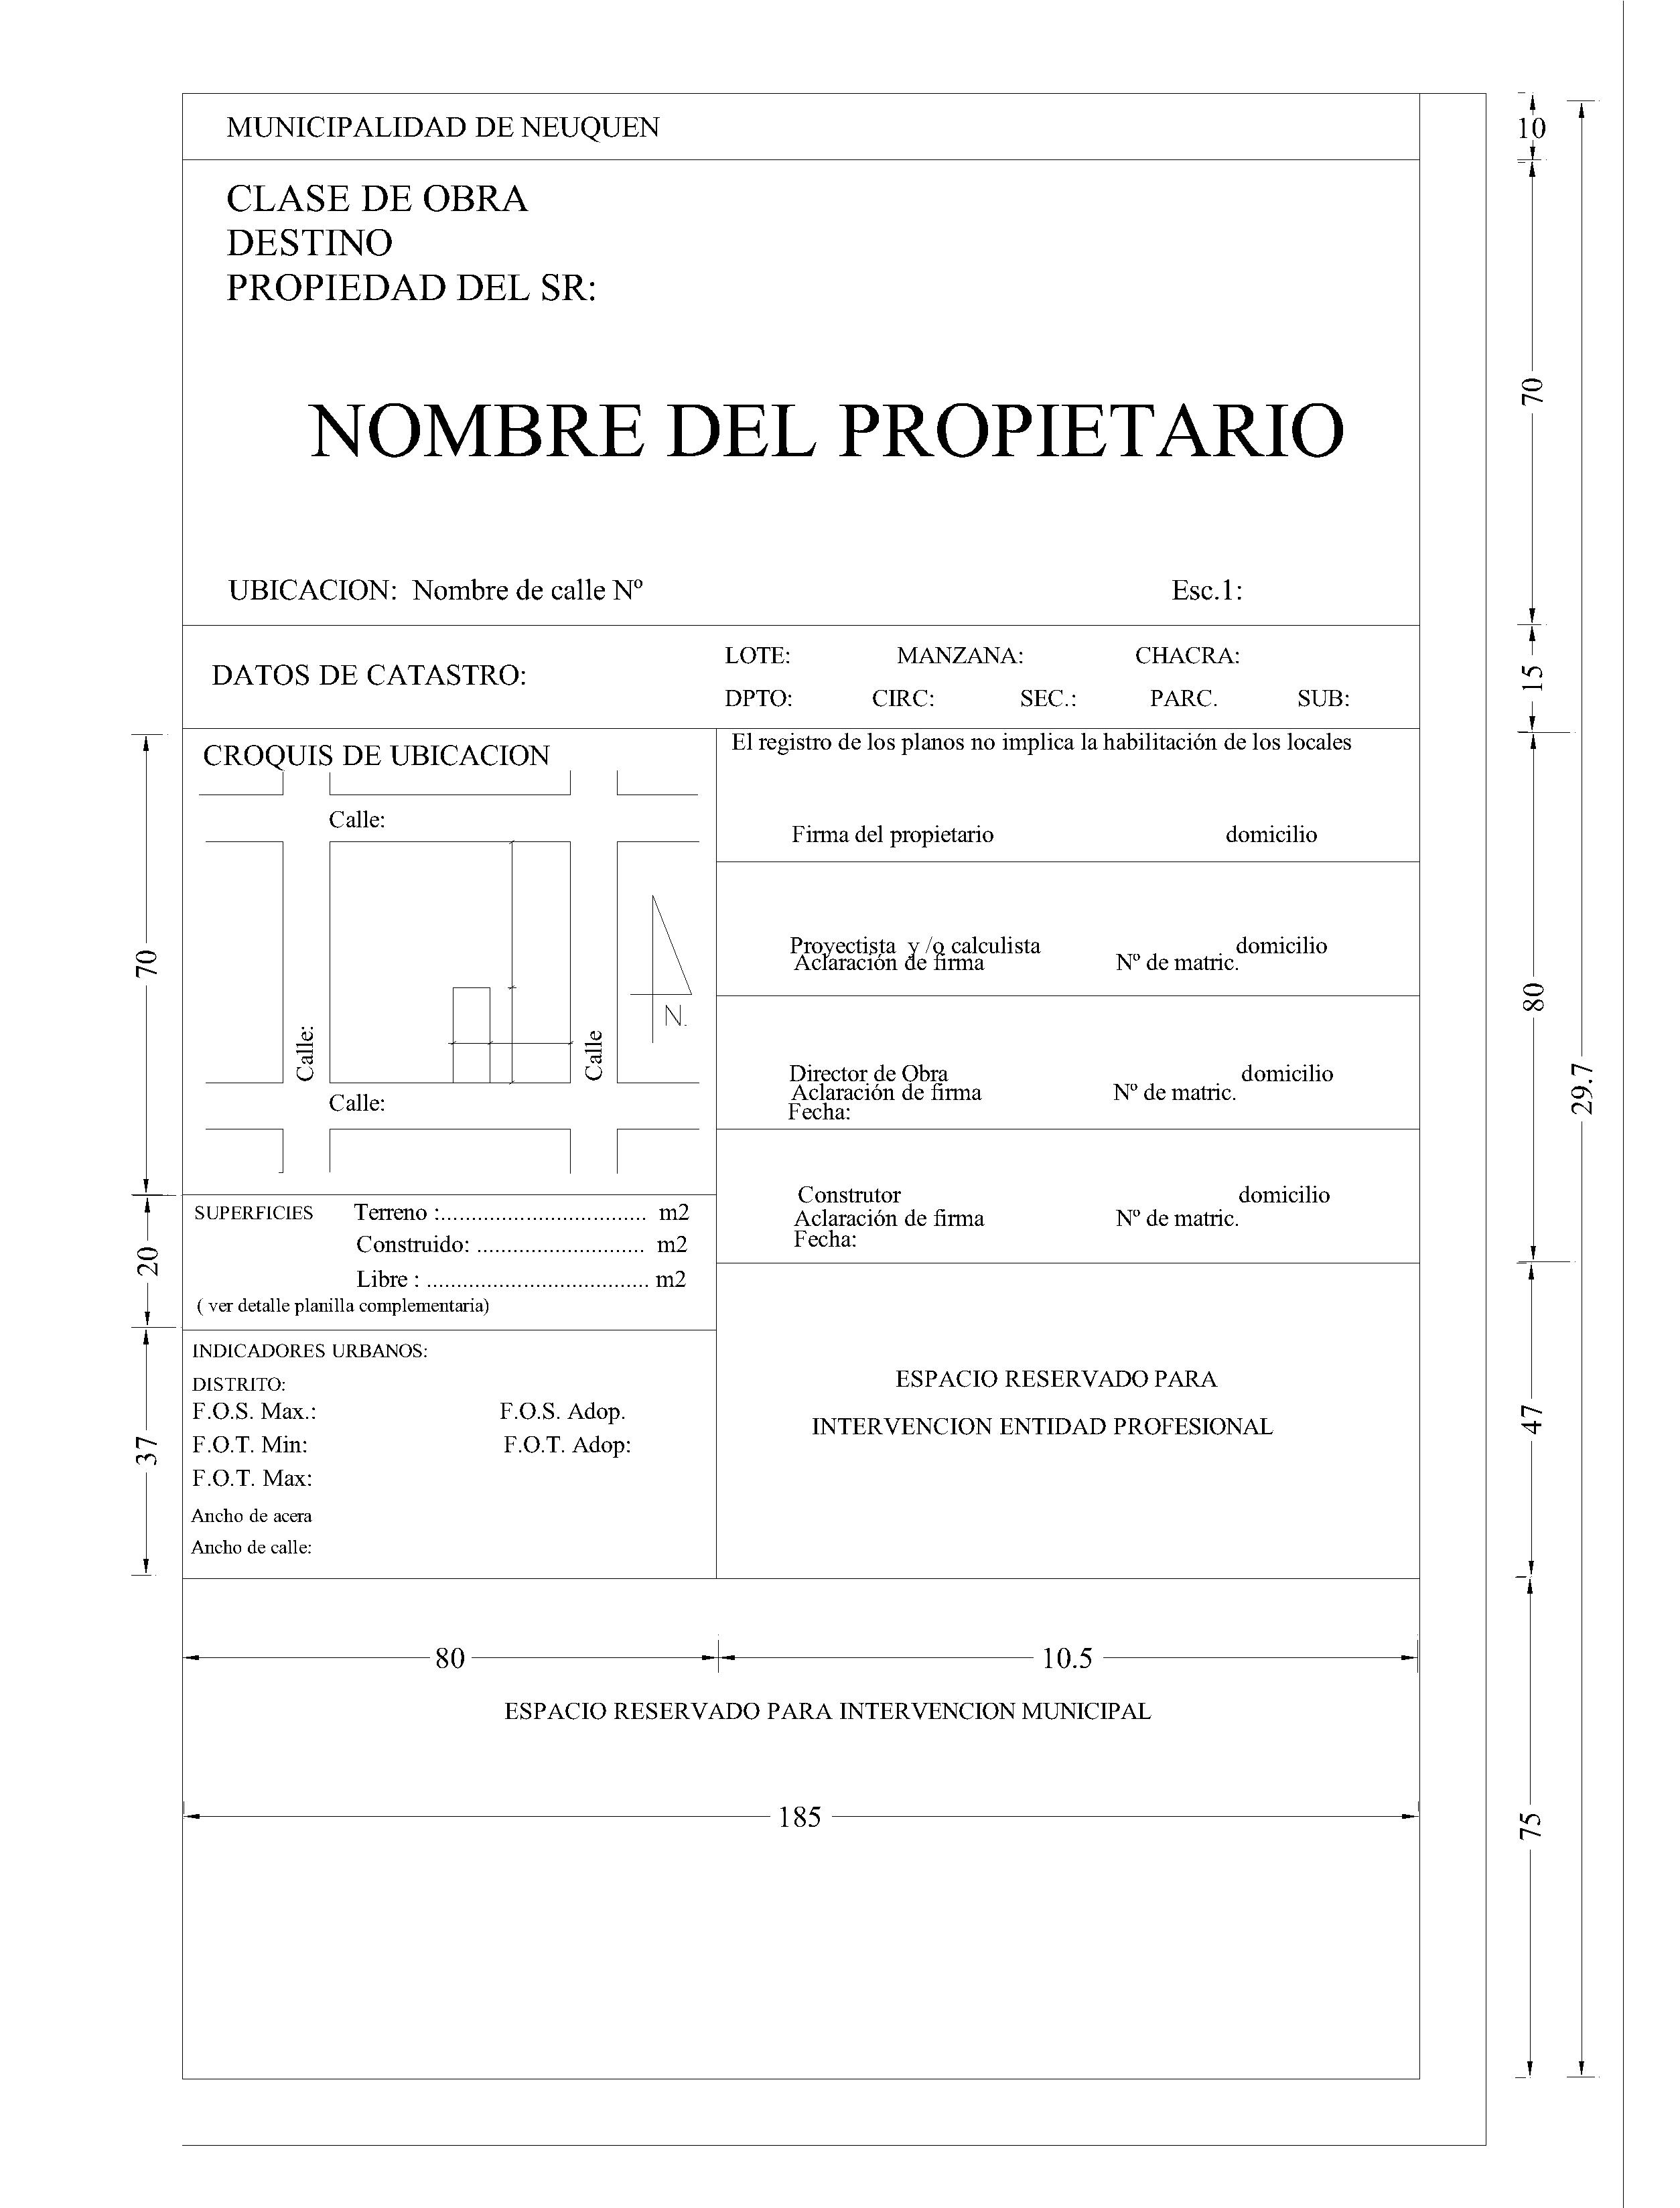 MUNICIPALIDAD DE NEUQUEN
10
CLASE DE OBRA
DESTINO
PROPIEDAD DEL SR:
70
NOMBRE DEL PROPIETARIO
UBICACION: Nombre de calle Nº Esc.1:
DATOS DE CATASTRO:
LOTE: MANZANA: CHACRA:
DPTO: CIRC: SEC.: PARC. SUB:
15
CROQUIS DE UBICACION
Calle:
Calle:
Calle
Calle:
N.
70
El registro de los planos no implica la habilitación de los locales
Firma del propietario domicilio
Proyectista y /o calculista domicilio
Aclaración de firma Nº de matric.
Director de Obra domicilio
Aclaración de firma Nº de matric.
Fecha:
Construtor domicilio
Aclaración de firma Nº de matric.
Fecha:
80
29.7
SUPERFICIES Terreno :.................................. m2
Construido: ............................ m2
Libre : ..................................... m2
( ver detalle planilla complementaria)
20
INDICADORES URBANOS:
DISTRITO:
F.O.S. Max.: F.O.S. Adop.
F.O.T. Min: F.O.T. Adop:
F.O.T. Max:
Ancho de acera
Ancho de calle:
37
ESPACIO RESERVADO PARA
INTERVENCION ENTIDAD PROFESIONAL
47
80 10.5
ESPACIO RESERVADO PARA INTERVENCION MUNICIPAL
185
75